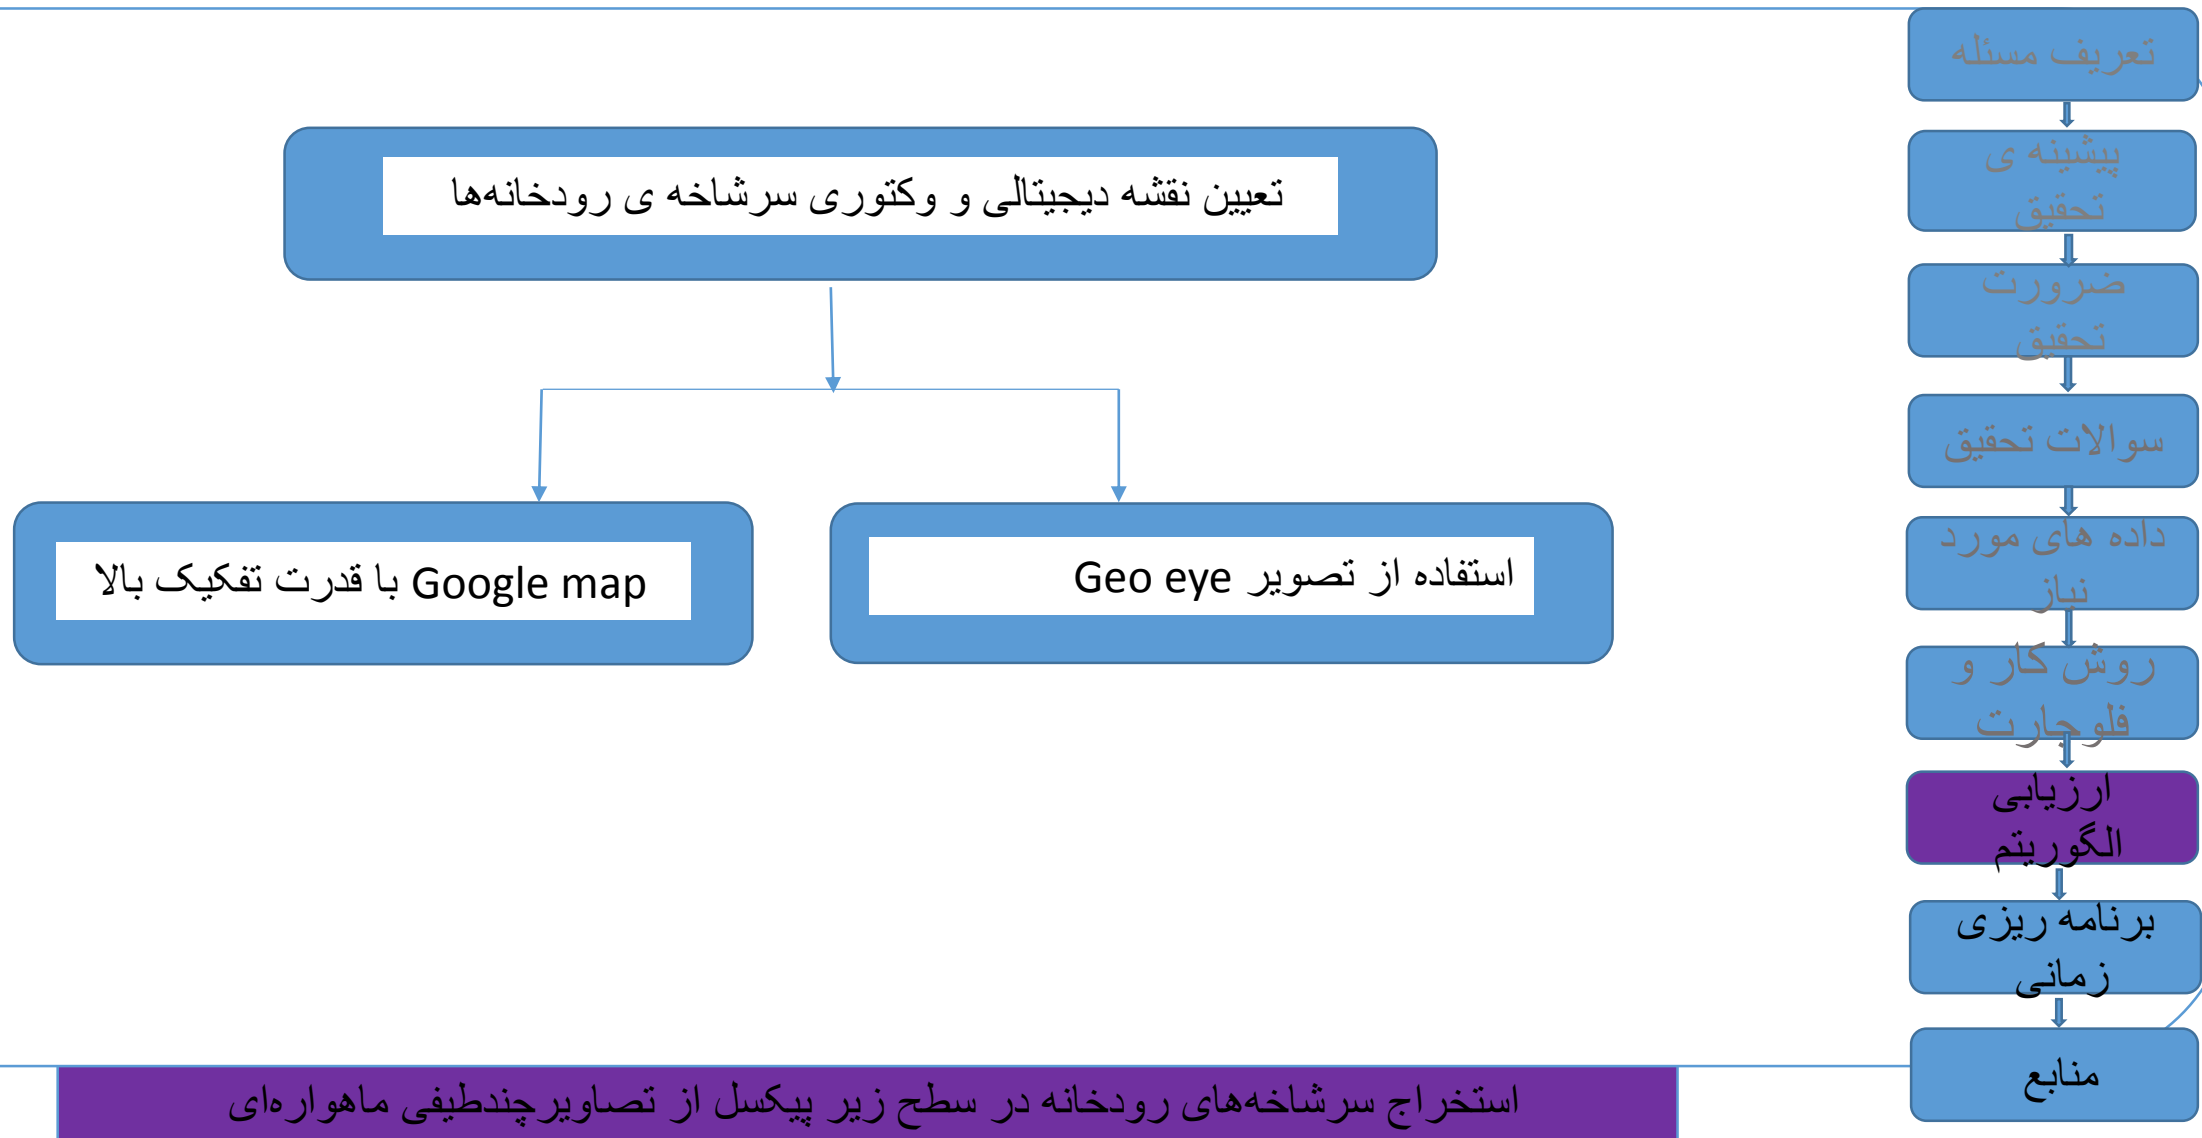 تعریف مسئله
پیشینه ی
تحقیق
ضرورت
تحقیق
سوالات تحقیق
داده های مورد
نیاز
روش کار و
فلوچارت
ارزیابی
الگوریتم
برنامه ریزی
زمانی
منابع
تعیین نقشه دیجیتالی و وکتوری سرشاخه ی رودخانه‌ها
استفاده از تصویر Geo eye
Google map با قدرت تفکیک بالا
استخراج سرشاخه‌های رودخانه در سطح زیر پیکسل از تصاویرچندطیفی ماهواره‌ای